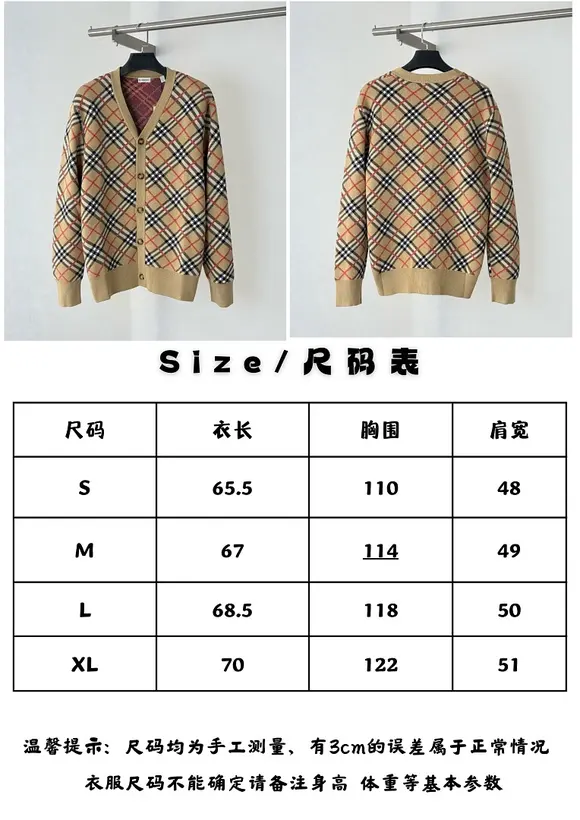 Size/尺码表
尺码 衣长 胸围 肩宽
S 65.5 110 48
M 67 114 49
L 68.5 118 50
XL 70 122 51
温馨提示：尺码均为手工测量、有3cm的误差属于正常情况
衣服尺码不能确定请备注身高 体重等基本参数